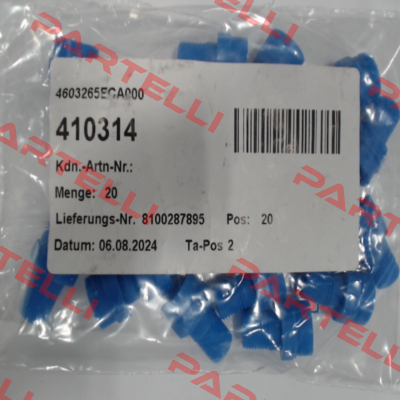 4603265ECA000
410314
Kdn.-Artn-Nr.:
Menge: 20
Lieferungs-Nr. 8100287895 Pos: 20
Datum: 06.08.2024 Ta-Pos 2
PARTELLI
PARTELLI
PARTELLI
PARTELLI